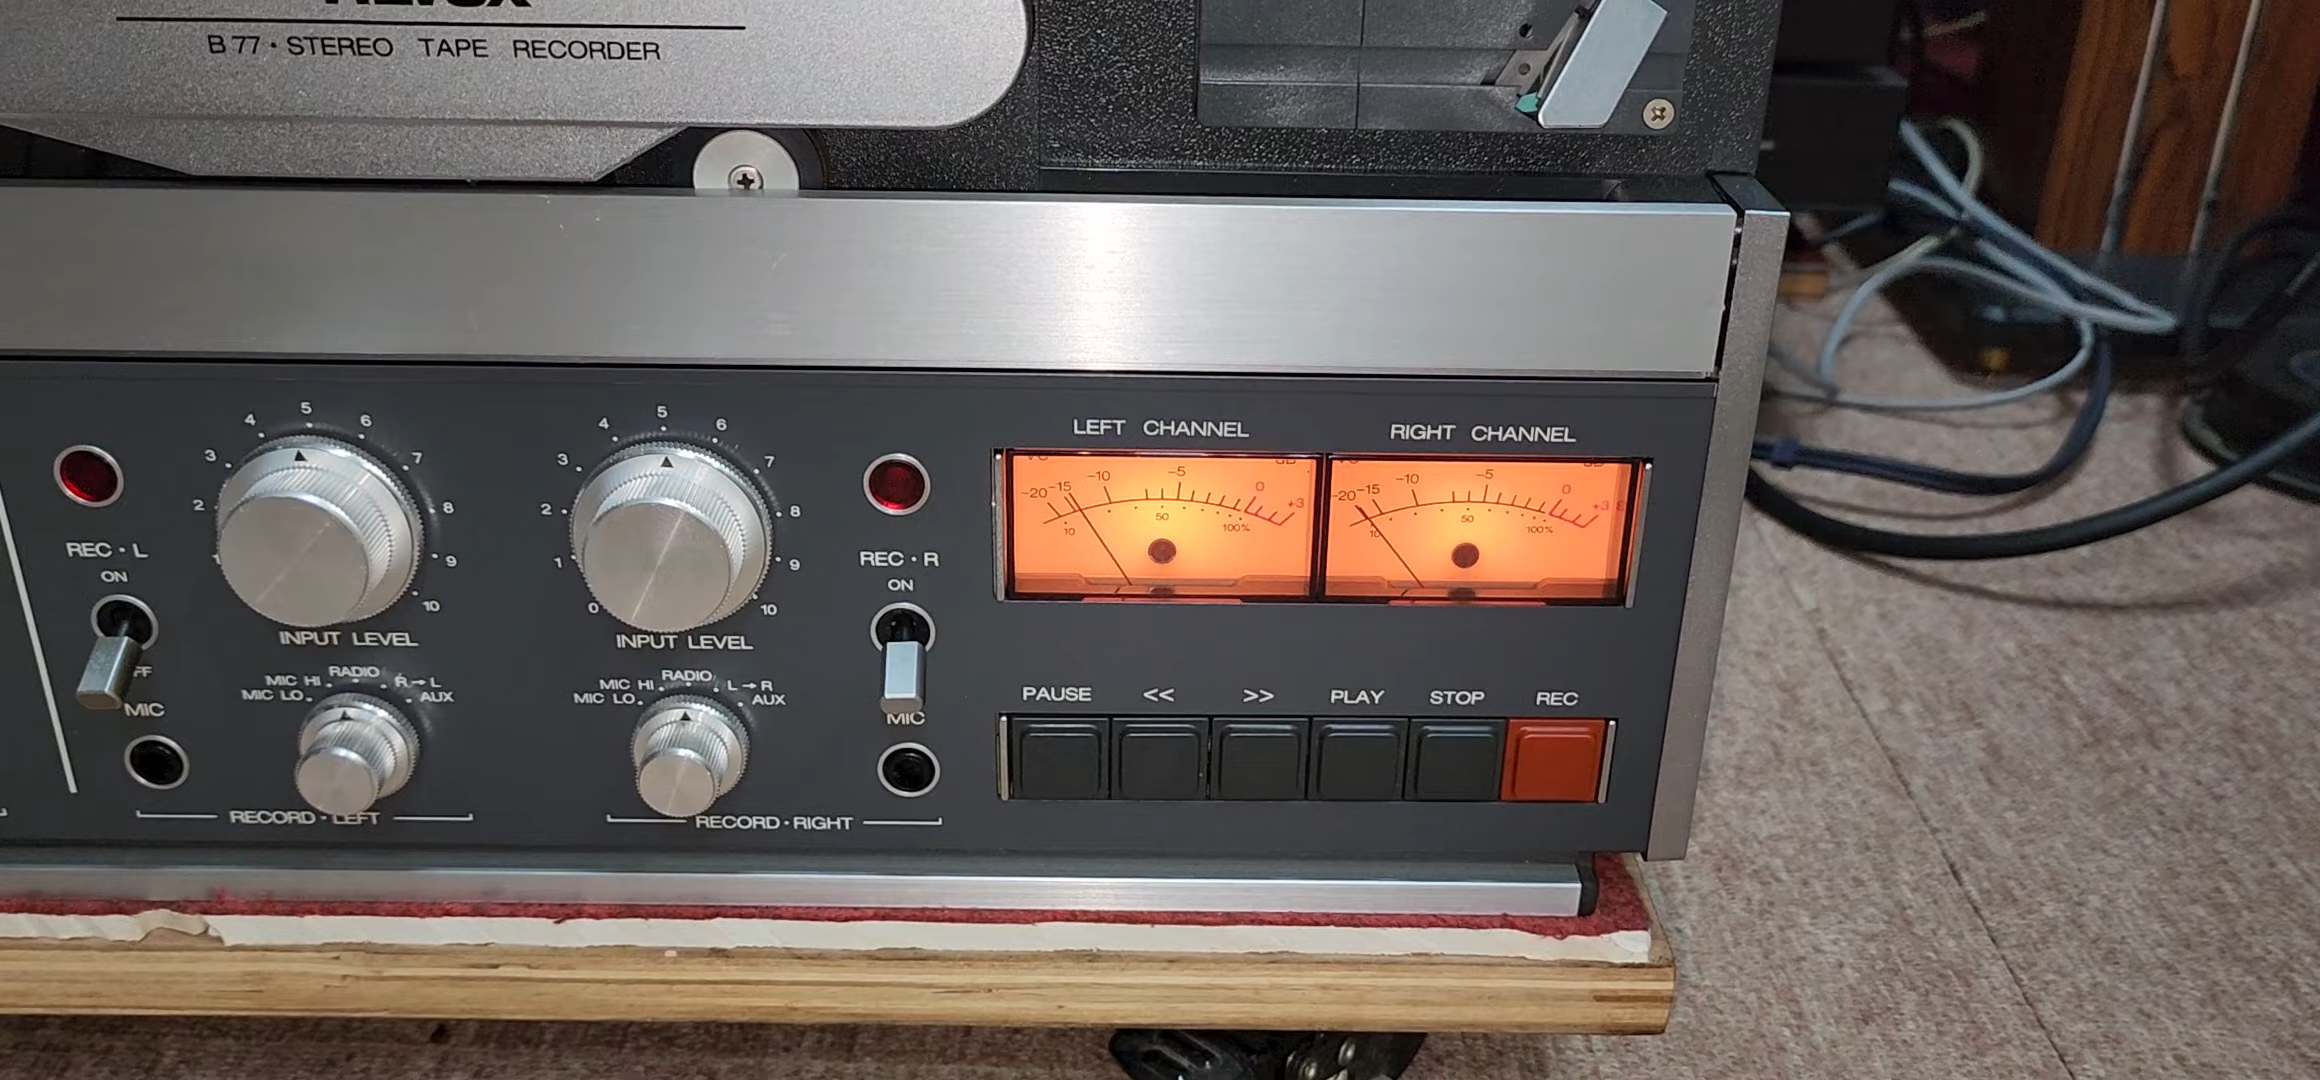 REVOX
B 77 · STEREO TAPE RECORDER
LEFT CHANNEL
RIGHT CHANNEL
-20 -15 -10 -5 0 +3
10 50 100%
-20 -15 -10 -5 0 +3
10 50 100%
REC · L
ON
1 2 3 4 5 6 7 8 9 10
INPUT LEVEL
0 1 2 3 4 5 6 7 8 9 10
INPUT LEVEL
REC · R
ON
MIC
MIC LO
MIC HI
RADIO
R→L
AUX
MIC LO
MIC HI
RADIO
L→R
AUX
MIC
RECORD · LEFT
RECORD · RIGHT
PAUSE
<<
>>
PLAY
STOP
REC